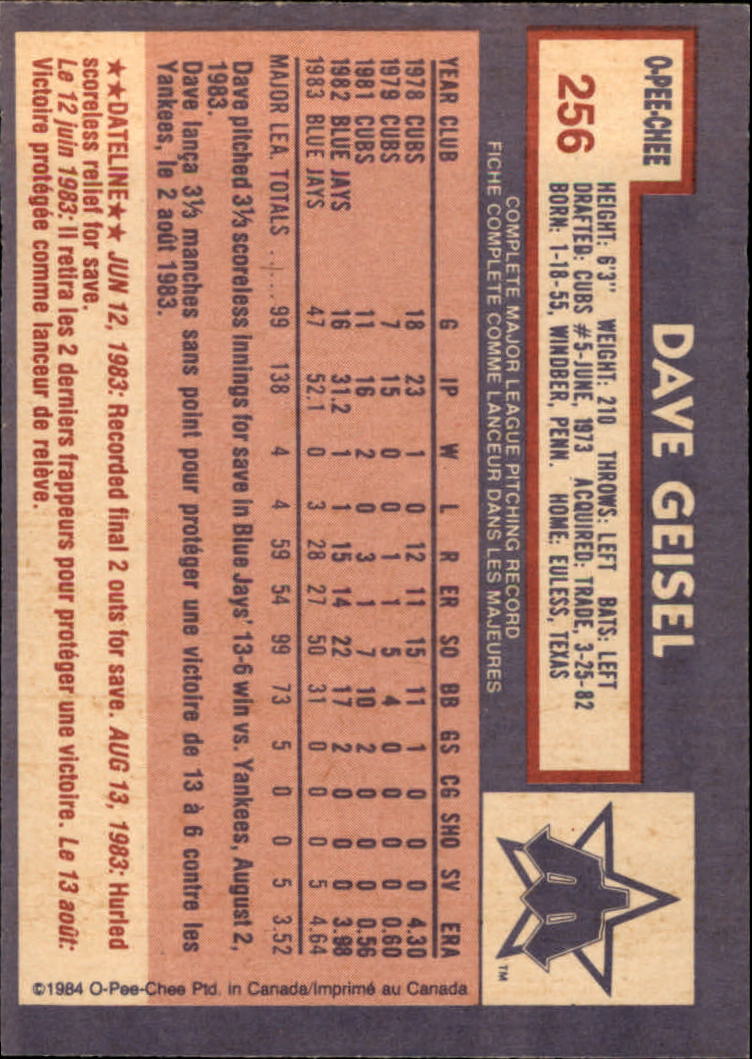 O-PEE-CHEE
256
DAVE GEISEL
HEIGHT: 6'3" WEIGHT: 210 THROWS: LEFT BATS: LEFT
DRAFTED: CUBS #5-JUNE, 1973 ACQUIRED: TRADE, 3-25-82
BORN: 1-18-55, WINDBER, PENN. HOME: EULESS, TEXAS
TM
COMPLETE MAJOR LEAGUE PITCHING RECORD
FICHE COMPLETE COMME LANCEUR DANS LES MAJEURES
YEAR CLUB G IP W L R ER SO BB GS CG SHO SV ERA
1978 CUBS 18 23 1 0 12 11 15 11 1 0 0 0 4.30
1979 CUBS 7 15 0 0 1 1 5 4 0 0 0 0 0.60
1981 CUBS 11 16 2 0 3 1 7 10 2 0 0 0 0.56
1982 BLUE JAYS 16 31.2 1 1 15 14 22 17 2 0 0 0 3.98
1983 BLUE JAYS 47 52.1 0 3 28 27 50 31 0 0 0 5 4.64
MAJOR LEA. TOTALS ..... 99 138 4 4 59 54 99 73 5 0 0 5 3.52
Dave pitched 3⅓ scoreless innings for save in Blue Jays' 13-6 win vs. Yankees, August 2,
1983.
Dave lança 3⅓ manches sans point pour protéger une victoire de 13 à 6 contre les
Yankees, le 2 août 1983.
★★DATELINE★★ JUN 12, 1983: Recorded final 2 outs for save. AUG 13, 1983: Hurled
scoreless relief for save.
Le 12 juin 1983: Il retira les 2 derniers frappeurs pour protéger une victoire. Le 13 août:
Victoire protégée comme lanceur de relève.
©1984 O-Pee-Chee Ptd. in Canada/Imprimé au Canada